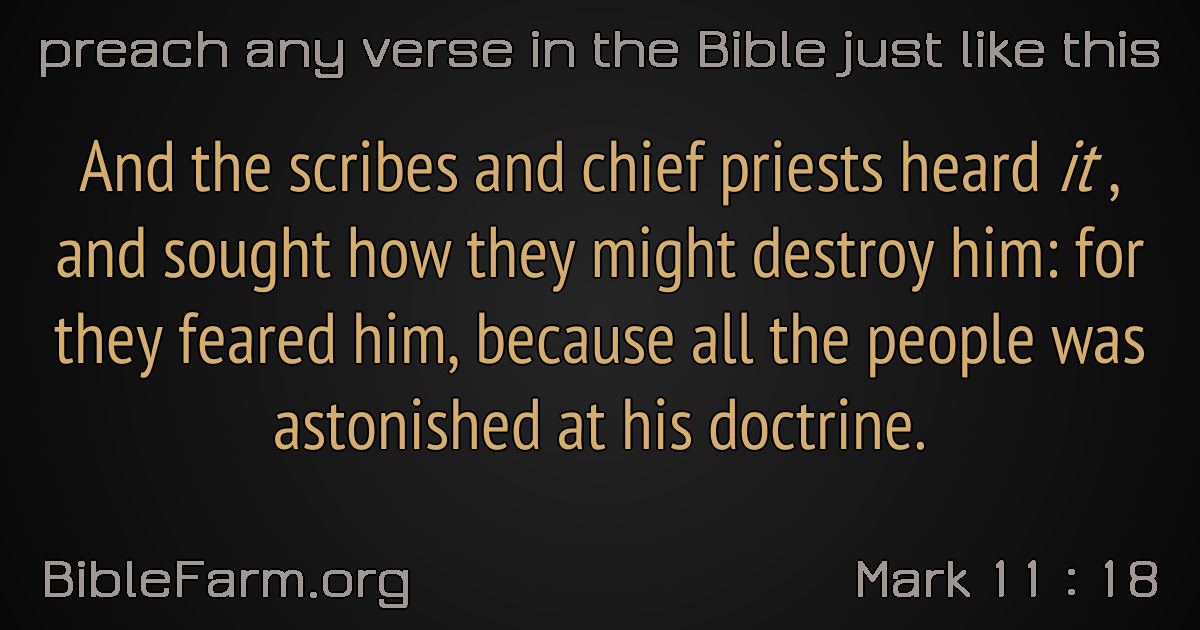 preach any verse in the Bible just like this
And the scribes and chief priests heard it ,
and sought how they might destroy him: for
they feared him, because all the people was
astonished at his doctrine.
BibleFarm.org
Mark 11 : 18